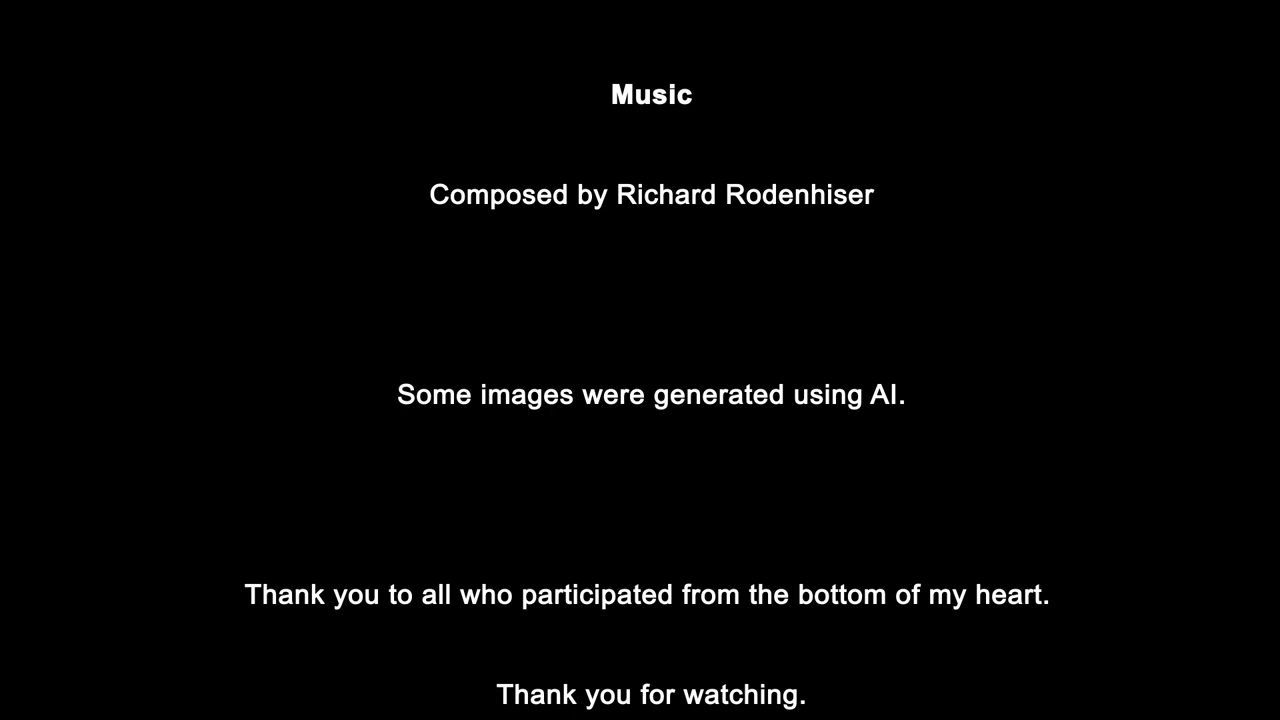 Music
Composed by Richard Rodenhiser
Some images were generated using AI.
Thank you to all who participated from the bottom of my heart.
Thank you for watching.